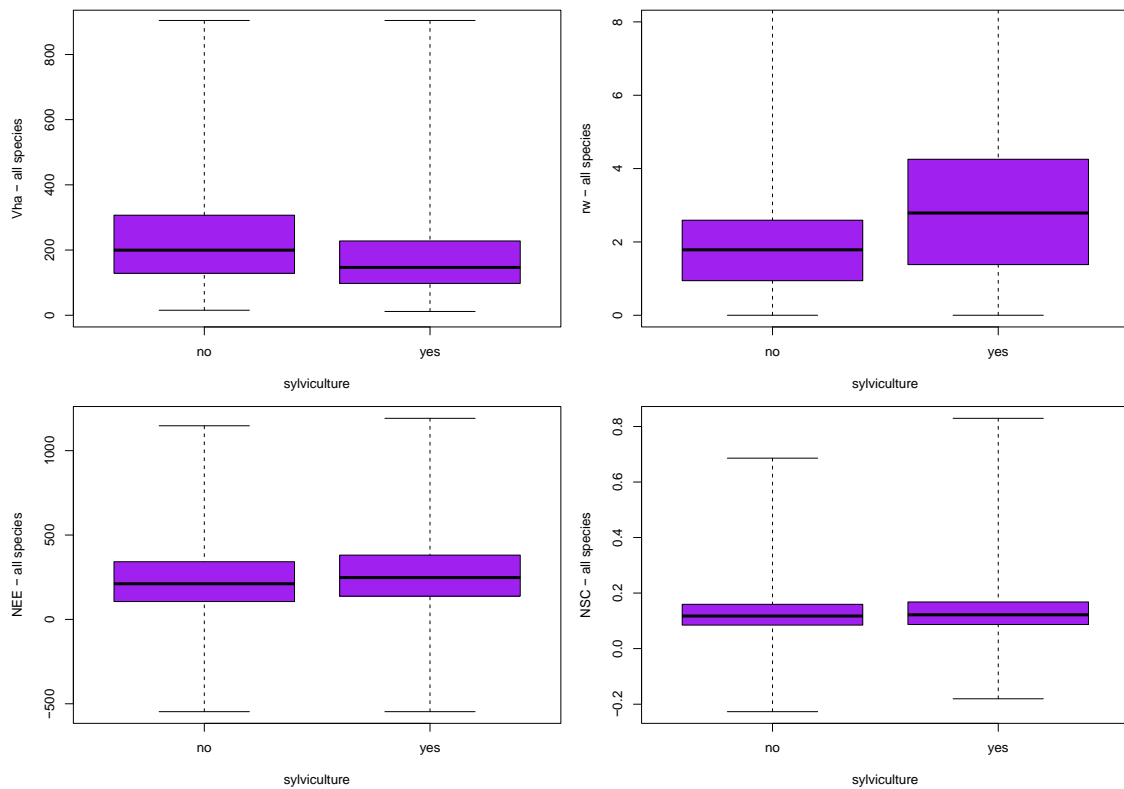 Vha − all species
800
600
400
200
0
no yes
sylviculture
rw − all species
8
6
4
2
0
no yes
sylviculture
NEE − all species
1000
500
0
−500
no yes
sylviculture
NSC − all species
0.8
0.6
0.4
0.2
0.0
−0.2
no yes
sylviculture